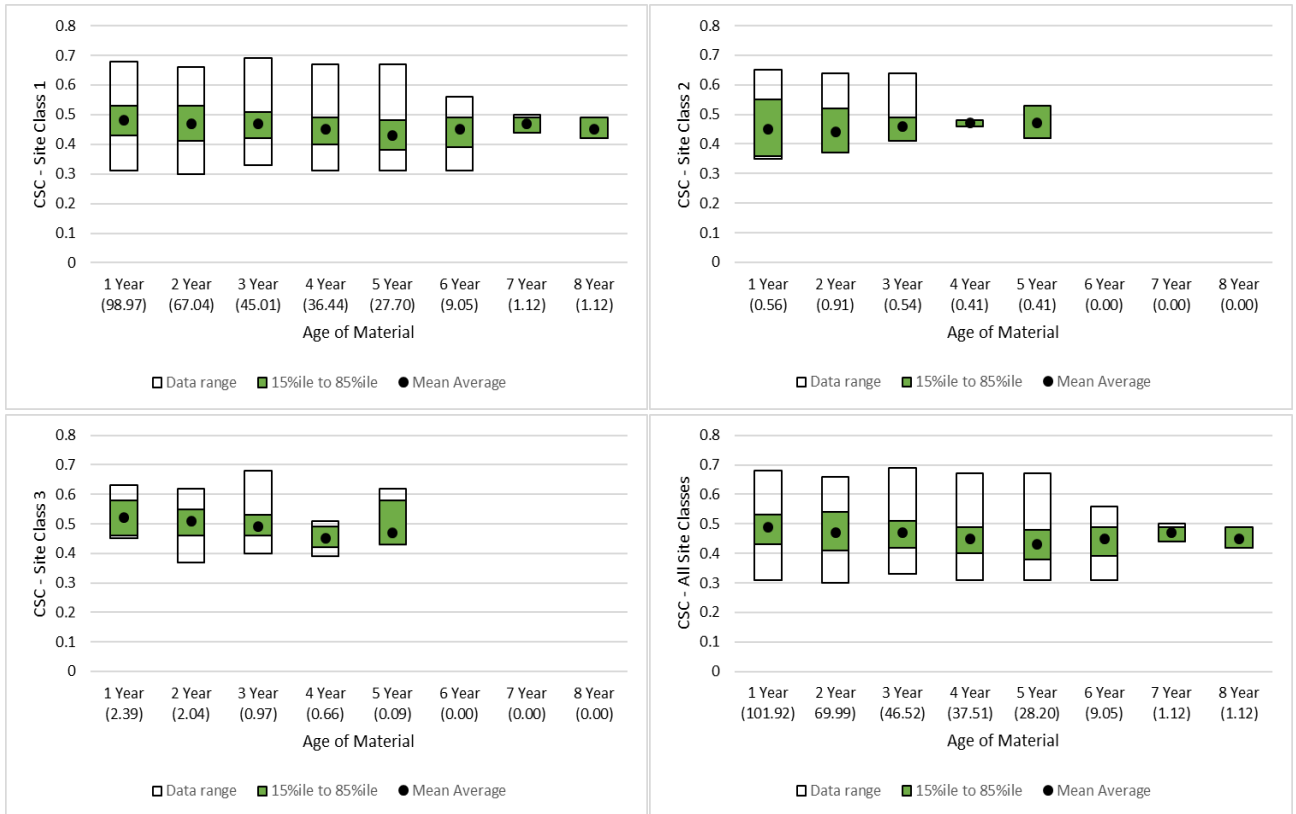 CSC - Site Class 1
0.8
0.7
0.6
0.5
0.4
0.3
0.2
0.1
0
1 Year 2 Year 3 Year 4 Year 5 Year 6 Year 7 Year 8 Year
(98.97) (67.04) (45.01) (36.44) (27.70) (9.05) (1.12) (1.12)
Age of Material
Data range 15%ile to 85%ile Mean Average
CSC - Site Class 2
0.8
0.7
0.6
0.5
0.4
0.3
0.2
0.1
0
1 Year 2 Year 3 Year 4 Year 5 Year 6 Year 7 Year 8 Year
(0.56) (0.91) (0.54) (0.41) (0.41) (0.00) (0.00) (0.00)
Age of Material
Data range 15%ile to 85%ile Mean Average
CSC - Site Class 3
0.8
0.7
0.6
0.5
0.4
0.3
0.2
0.1
0
1 Year 2 Year 3 Year 4 Year 5 Year 6 Year 7 Year 8 Year
(2.39) (2.04) (0.97) (0.66) (0.09) (0.00) (0.00) (0.00)
Age of Material
Data range 15%ile to 85%ile Mean Average
CSC - All Site Classes
0.8
0.7
0.6
0.5
0.4
0.3
0.2
0.1
0
1 Year 2 Year 3 Year 4 Year 5 Year 6 Year 7 Year 8 Year
(101.92) 69.99) (46.52) (37.51) (28.20) (9.05) (1.12) (1.12)
Age of Material
Data range 15%ile to 85%ile Mean Average